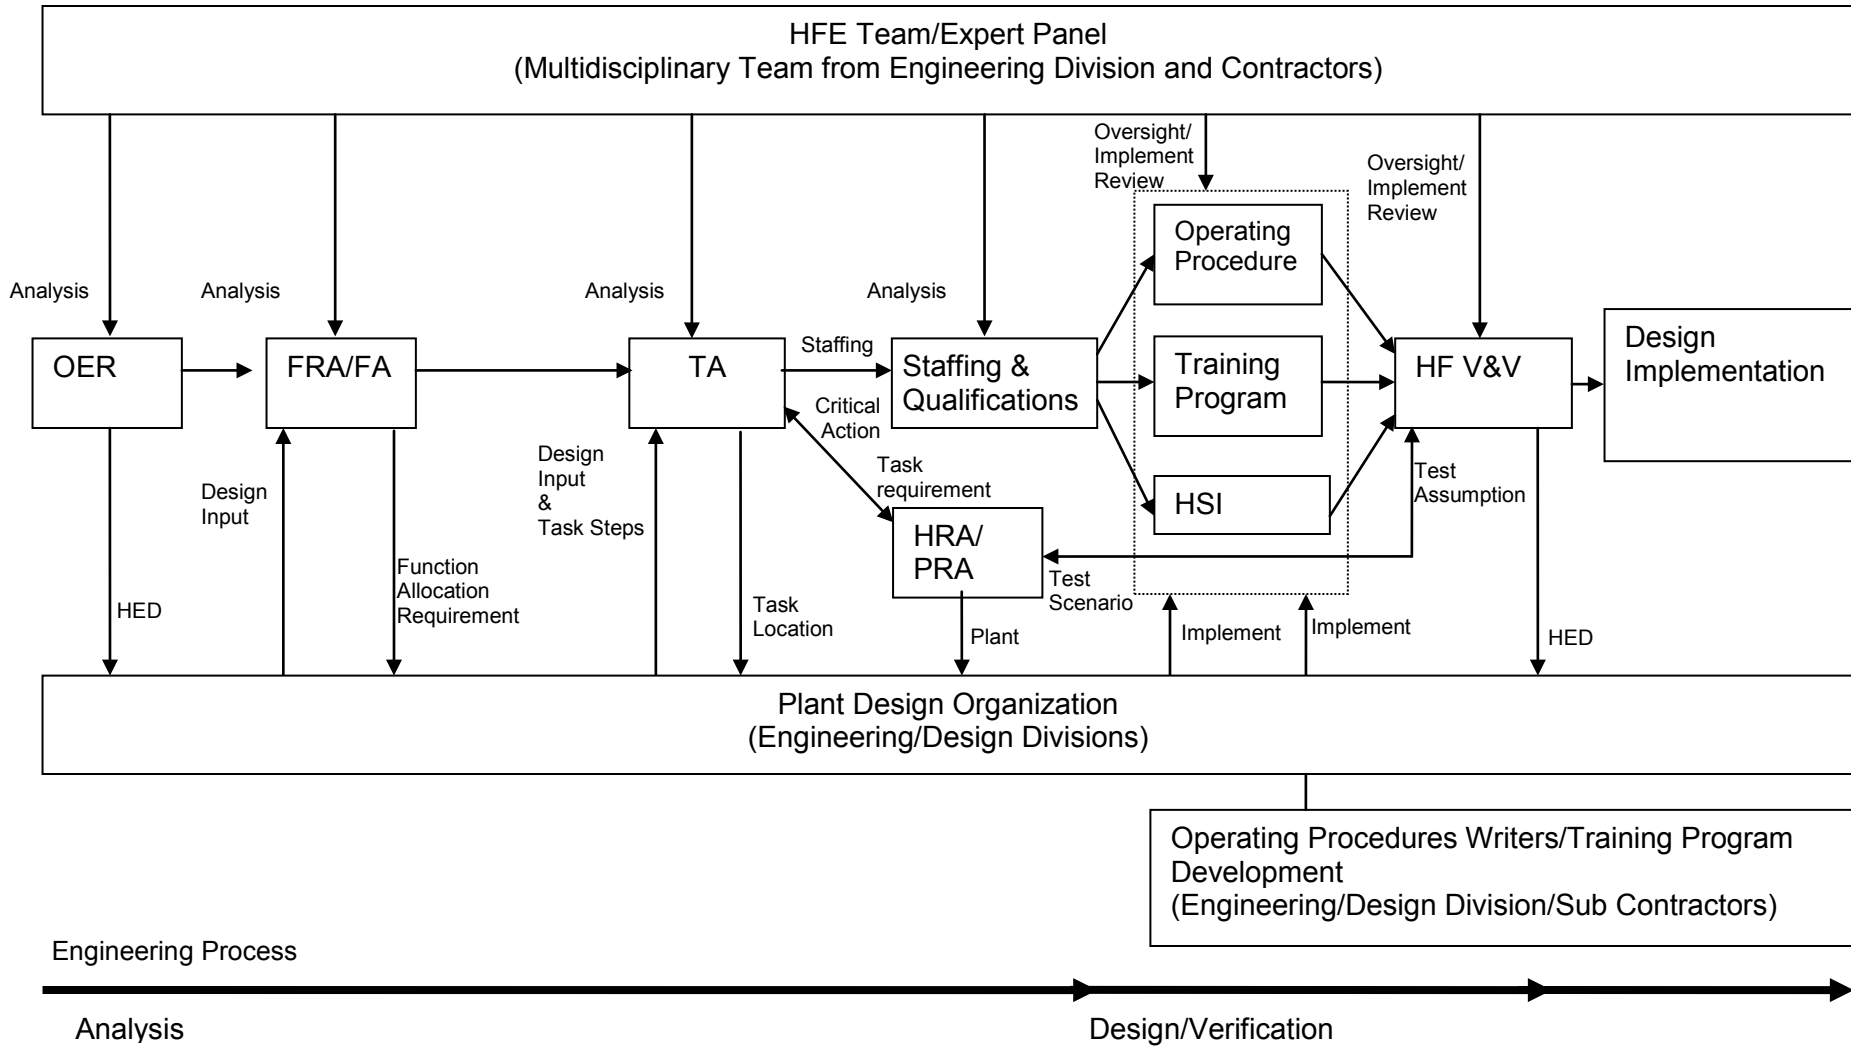 HFE Team/Expert Panel
(Multidisciplinary Team from Engineering Division and Contractors)
Oversight/
Implement
Review
Oversight/
Implement
Review
Analysis
Analysis
Analysis
Analysis
OER
FRA/FA
TA
Staffing
Staffing &
Qualifications
Operating
Procedure
Training
Program
HSI
HF V&V
Design
Implementation
Critical
Action
Task
requirement
HRA/
PRA
Test
Assumption
Test
Scenario
Design
Input
Design
Input
&
Task Steps
Function
Allocation
Requirement
HED
Task
Location
Plant
Implement
Implement
HED
Plant Design Organization
(Engineering/Design Divisions)
Operating Procedures Writers/Training Program
Development
(Engineering/Design Division/Sub Contractors)
Engineering Process
Analysis
Design/Verification